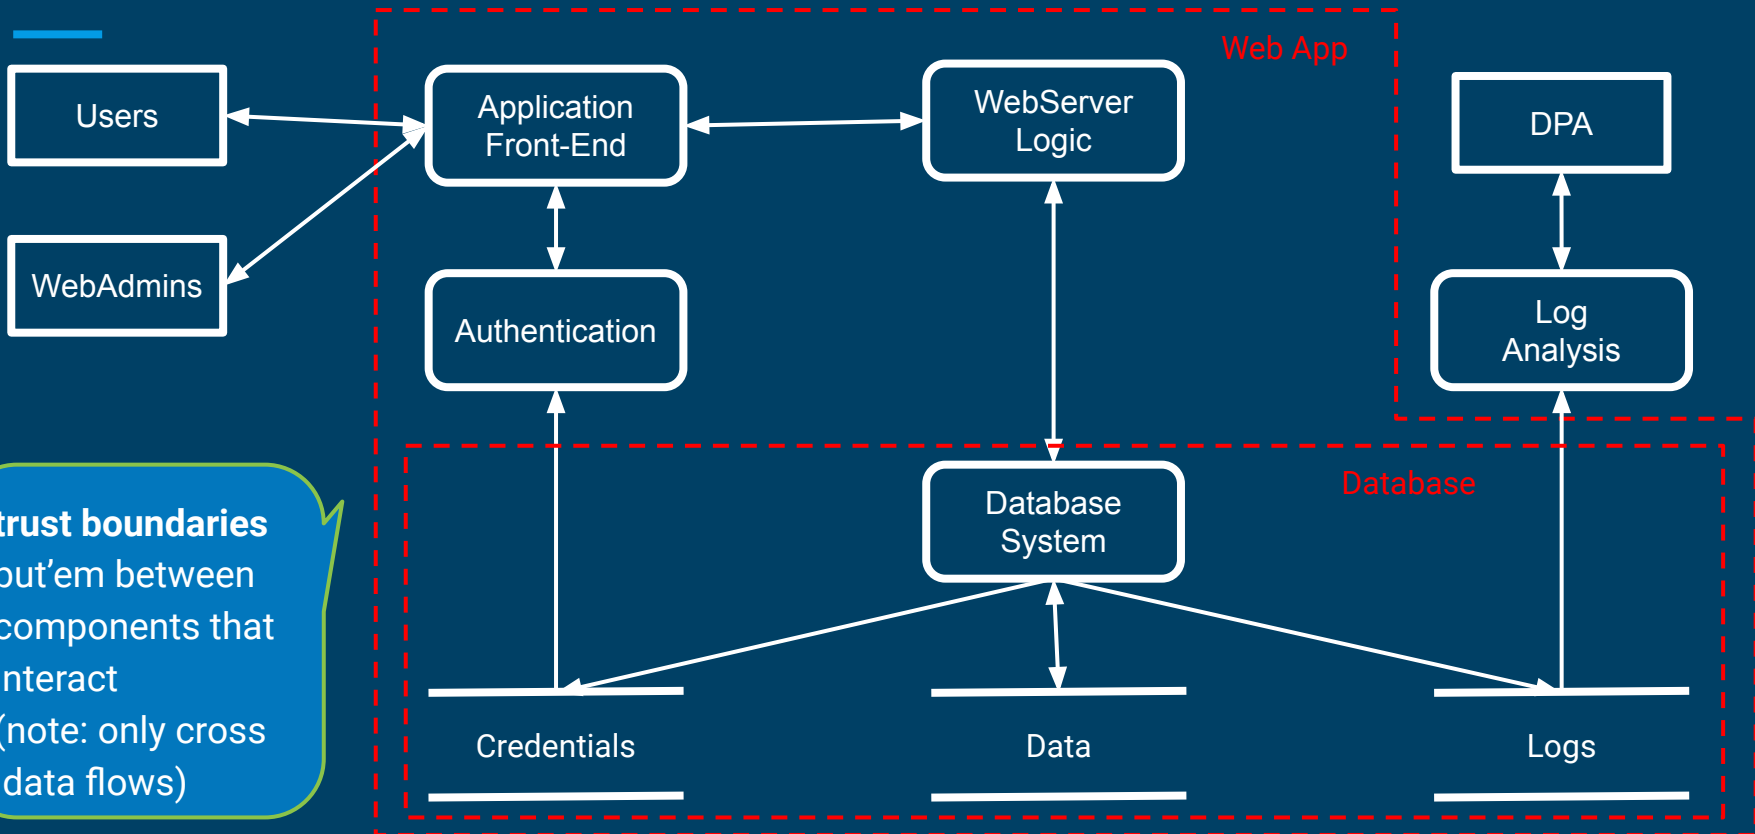 Web App
Users
Application
Front-End
WebServer
Logic
DPA
WebAdmins
Authentication
Log
Analysis
Database
Database
System
trust boundaries
put’em between
components that
interact
(note: only cross
data flows)
Credentials
Data
Logs